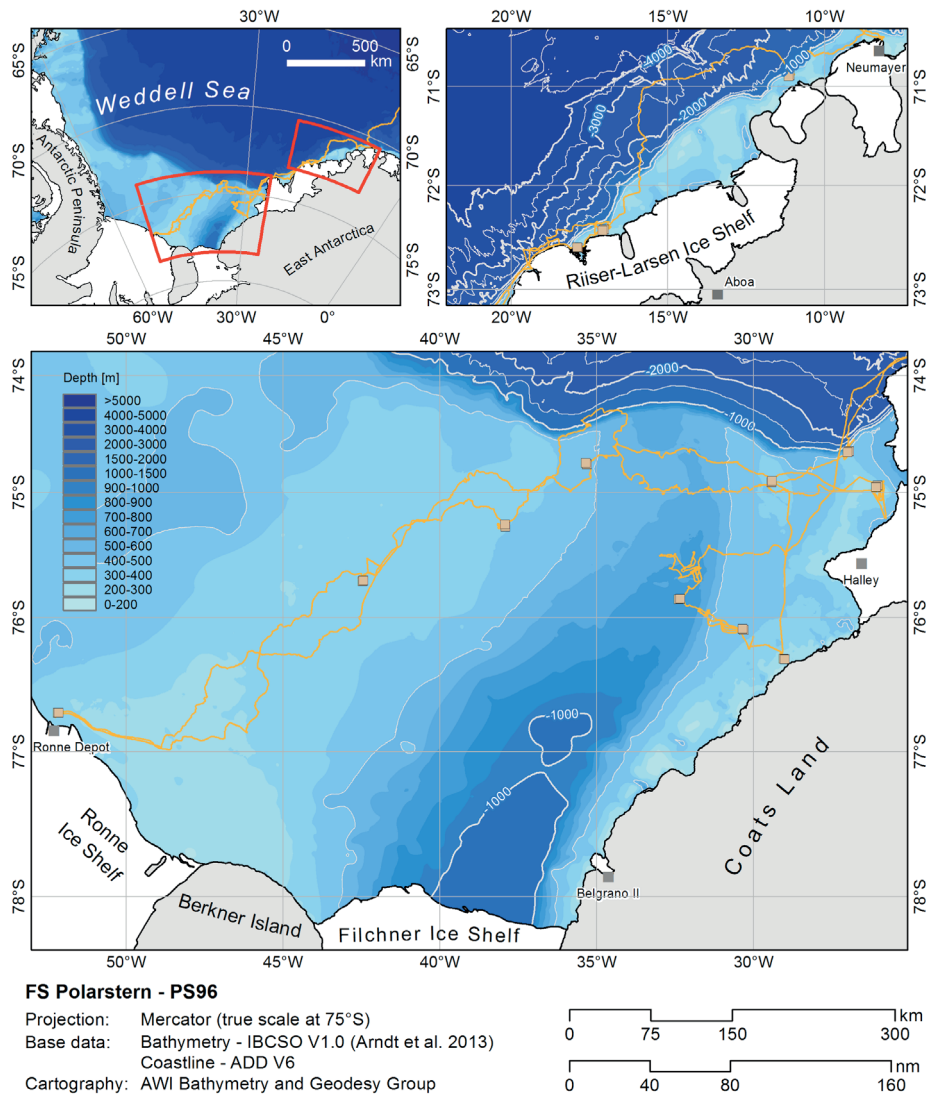 30°W
0 500
km
65°S
65°S
Weddell Sea
70°S
70°S
Antarctic Peninsula
East Antarctica
75°S
75°S
60°W 30°W 0°
20°W 15°W 10°W
-4000
-1000
-3000
-2000
Neumayer
71°S
71°S
72°S
72°S
Riiser-Larsen Ice Shelf
Aboa
73°S
73°S
20°W 15°W 10°W
50°W 45°W 40°W 35°W 30°W
74°S
74°S
Depth [m]
>5000
4000-5000
3000-4000
2000-3000
1500-2000
1000-1500
900-1000
800-900
700-800
600-700
500-600
400-500
300-400
200-300
0-200
-2000
-1000
75°S
75°S
Halley
76°S
76°S
-1000
Ronne Depot
77°S
77°S
-1000
Coats Land
Ronne
Ice Shelf
Belgrano II
78°S
78°S
Berkner Island
Filchner Ice Shelf
50°W 45°W 40°W 35°W 30°W
FS Polarstern - PS96
Projection: Mercator (true scale at 75°S)
Base data: Bathymetry - IBCSO V1.0 (Arndt et al. 2013)
Coastline - ADD V6
Cartography: AWI Bathymetry and Geodesy Group
km
0 75 150 300
nm
0 40 80 160